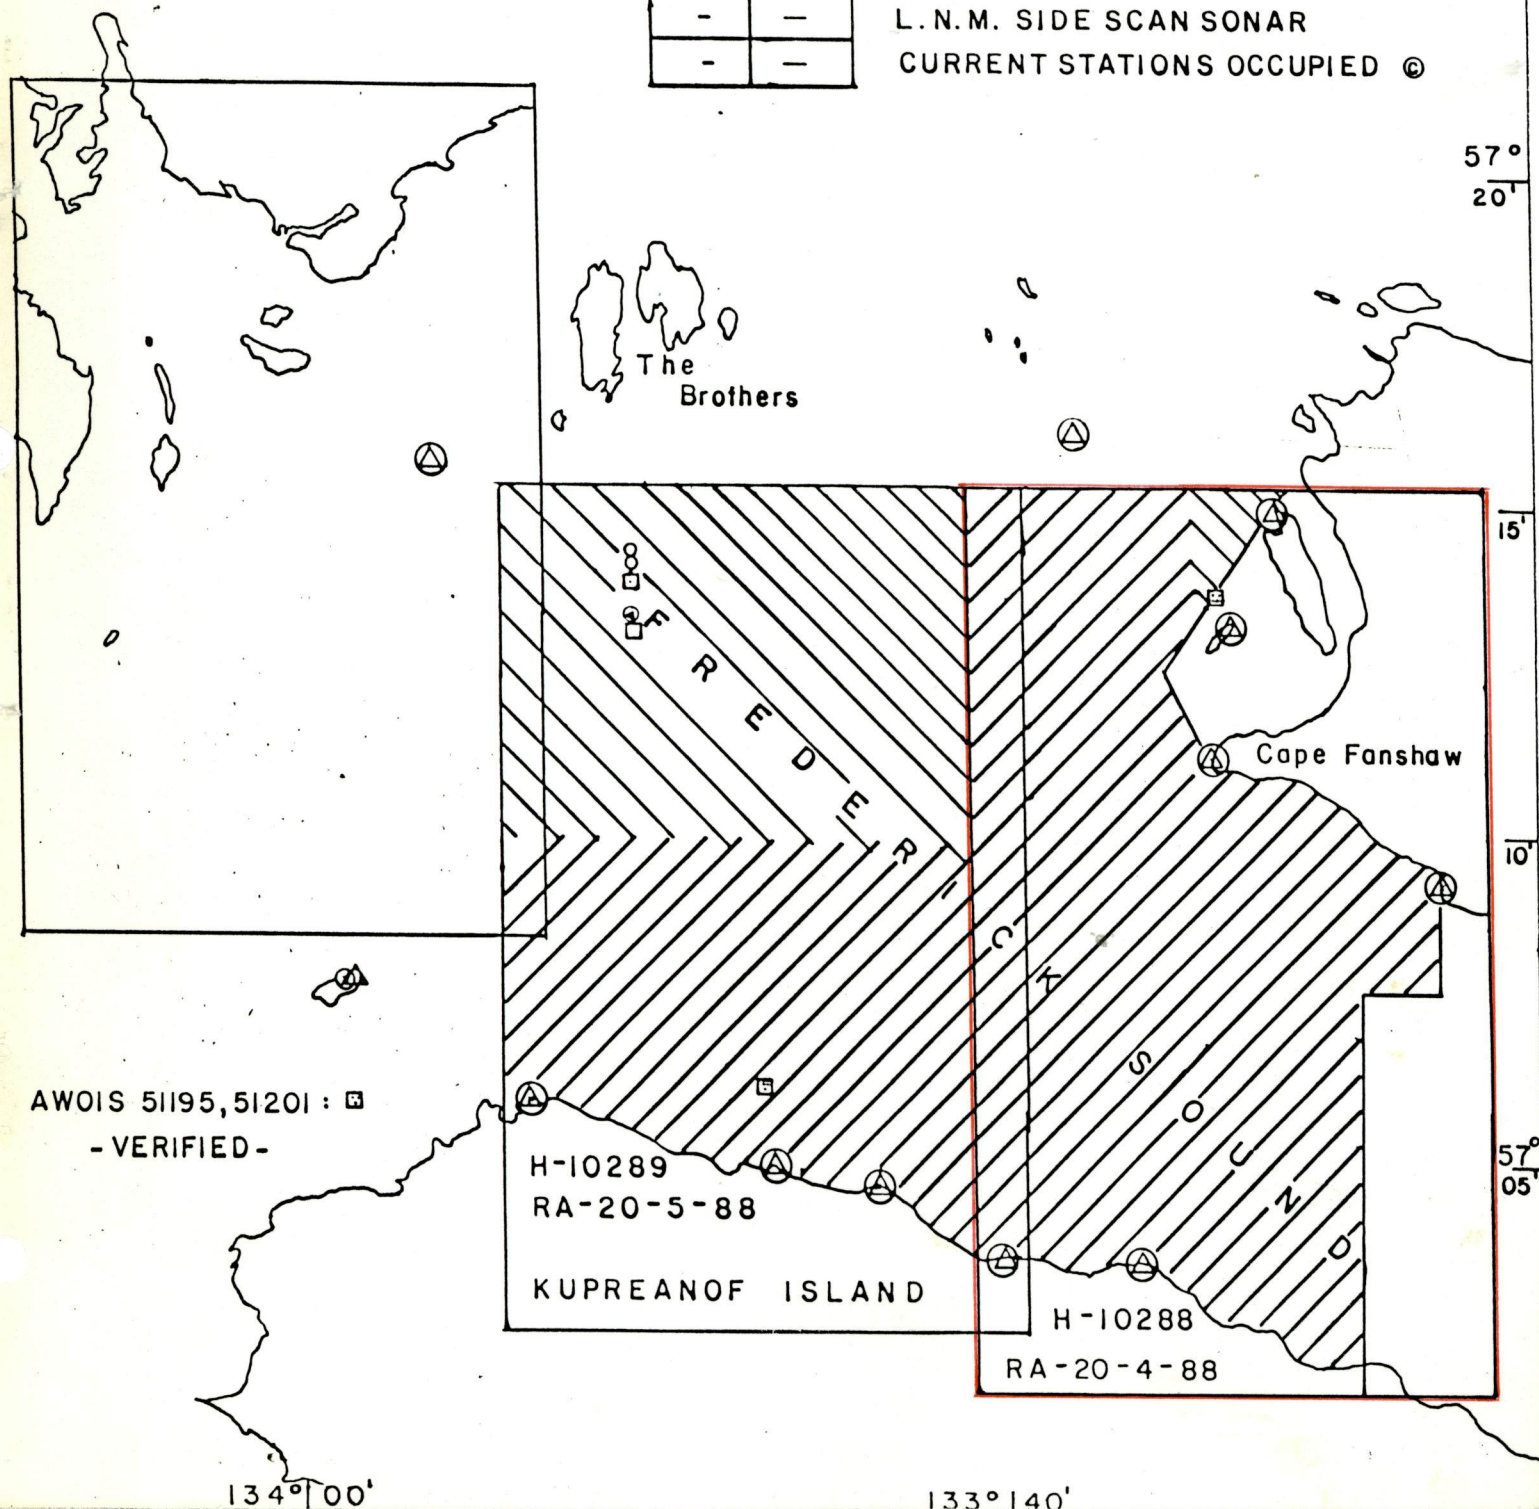 - —
L.N.M. SIDE SCAN SONAR
- —
CURRENT STATIONS OCCUPIED ©
57°
20'
The
Brothers
15'
FREDERICK SOUND
Cape Fanshaw
10'
AWOIS 51195, 51201 :
- VERIFIED -
57°
05'
H-10289
RA-20-5-88
KUPREANOF ISLAND
H-10288
RA-20-4-88
134° 00'
133° 40'